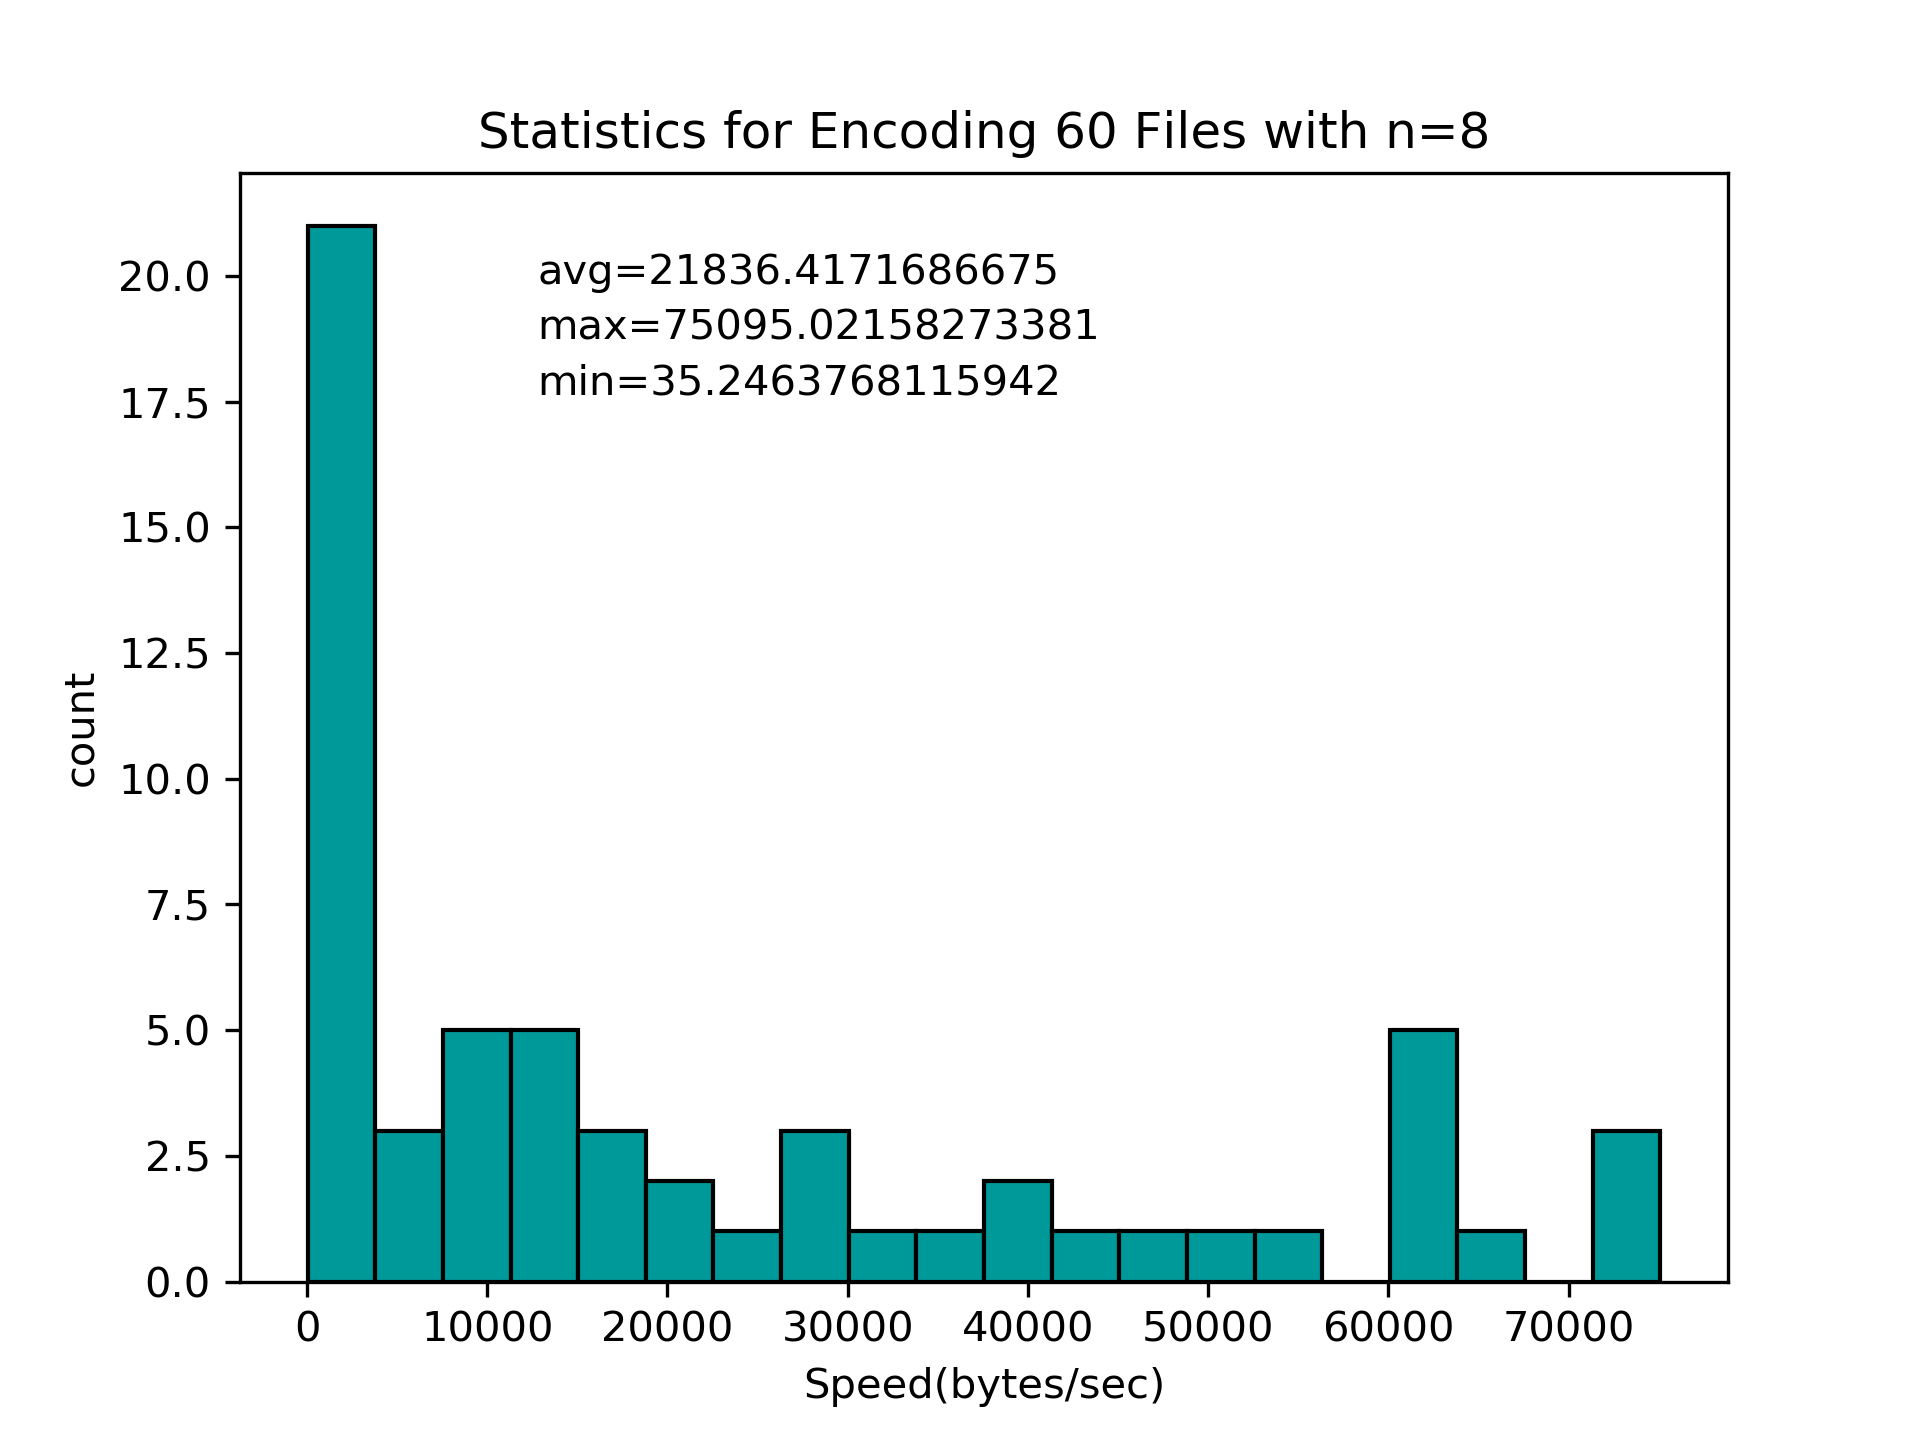 Statistics for Encoding 60 Files with n=8
avg=21836.4171686675
max=75095.02158273381
min=35.2463768115942
count
20.0
17.5
15.0
12.5
10.0
7.5
5.0
2.5
0.0
0 10000 20000 30000 40000 50000 60000 70000
Speed(bytes/sec)